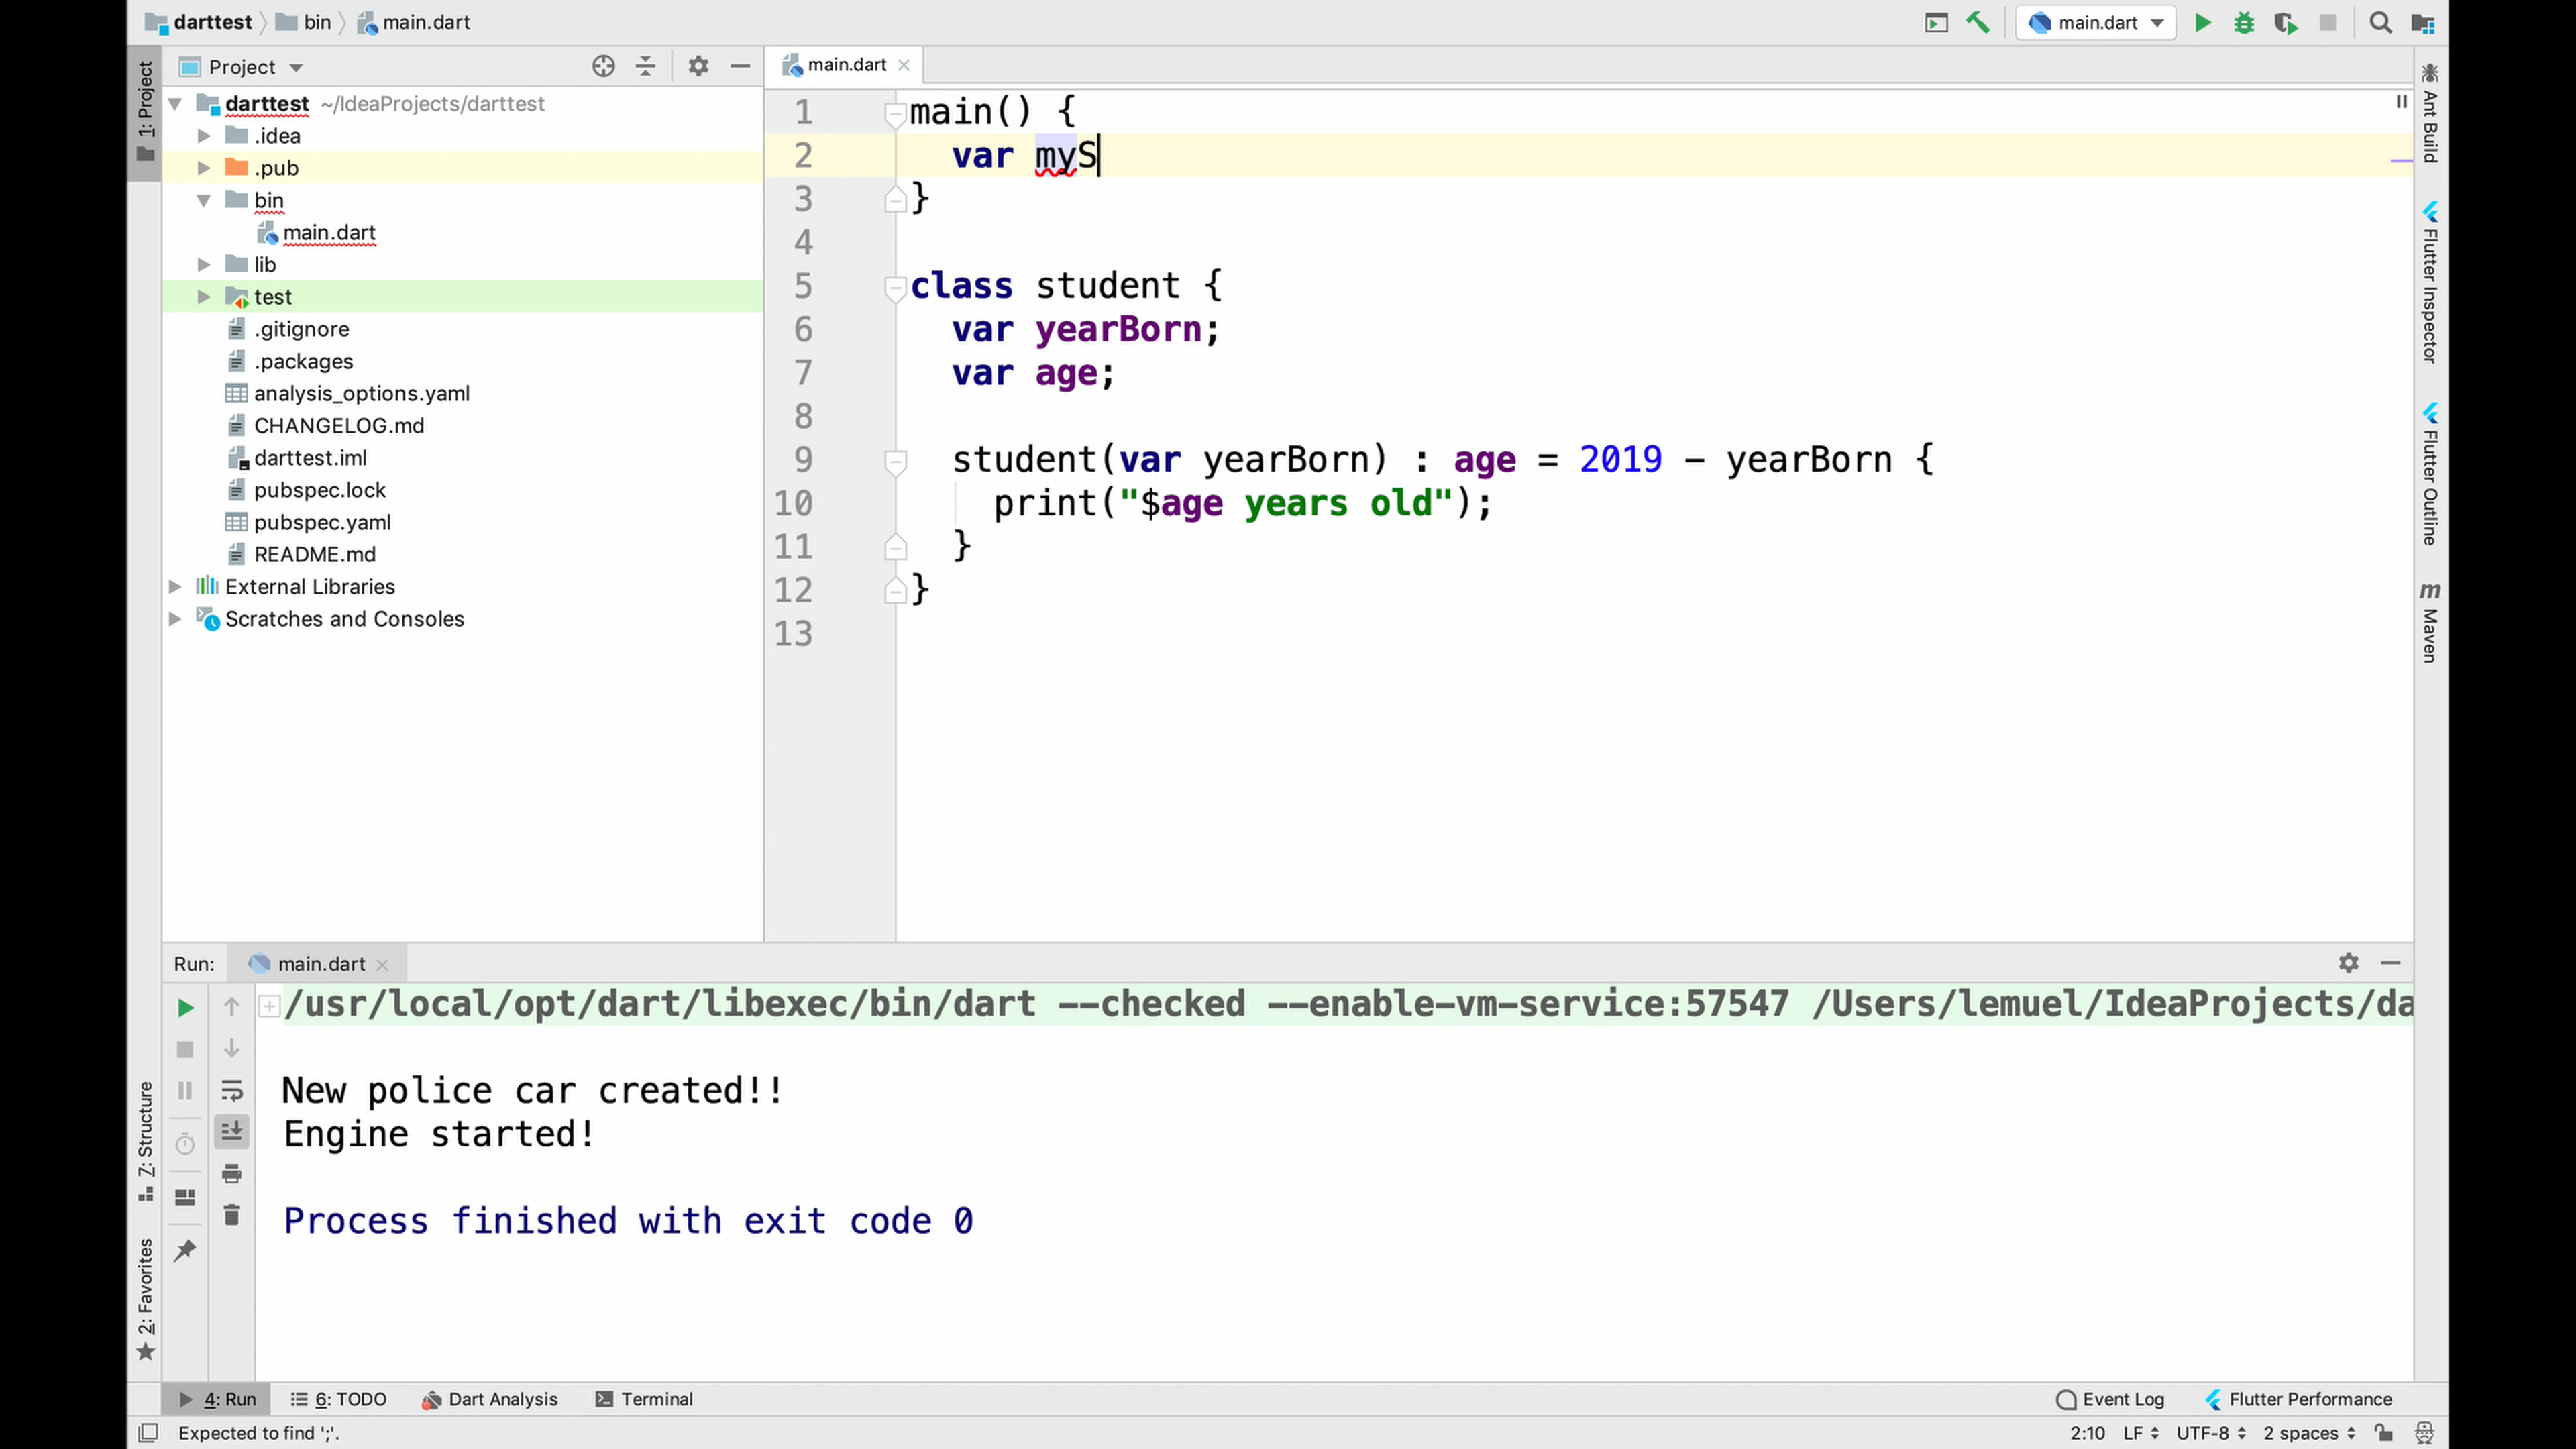 darttest bin main.dart main.dart
1: Project
Project
main.dart
darttest ~/IdeaProjects/darttest
.idea
.pub
bin
main.dart
lib
test
.gitignore
.packages
analysis_options.yaml
CHANGELOG.md
darttest.iml
pubspec.lock
pubspec.yaml
README.md
External Libraries
Scratches and Consoles
1 main() {
2 var myS
3 }
4
5 class student {
6 var yearBorn;
7 var age;
8
9 student(var yearBorn) : age = 2019 - yearBorn {
10 print("$age years old");
11 }
12 }
13
Ant Build
Flutter Inspector
Flutter Outline
m Maven
Run: main.dart
/usr/local/opt/dart/libexec/bin/dart --checked --enable-vm-service:57547 /Users/lemuel/IdeaProjects/da
New police car created!!
Engine started!
Process finished with exit code 0
7: Structure
2: Favorites
4: Run 6: TODO Dart Analysis Terminal Event Log Flutter Performance
Expected to find ';'. 2:10 LF UTF-8 2 spaces